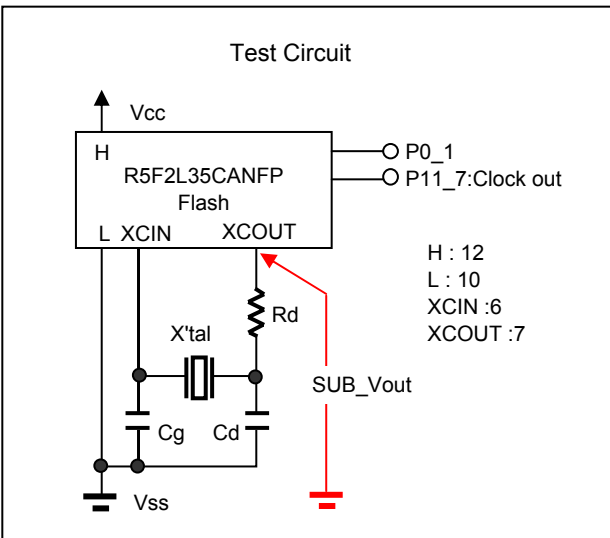 Test Circuit
Vcc
H
R5F2L35CANFP
Flash
L XCIN XCOUT
P0_1
P11_7:Clock out
H : 12
L : 10
XCIN :6
XCOUT :7
Rd
X'tal
SUB_Vout
Cg Cd
Vss